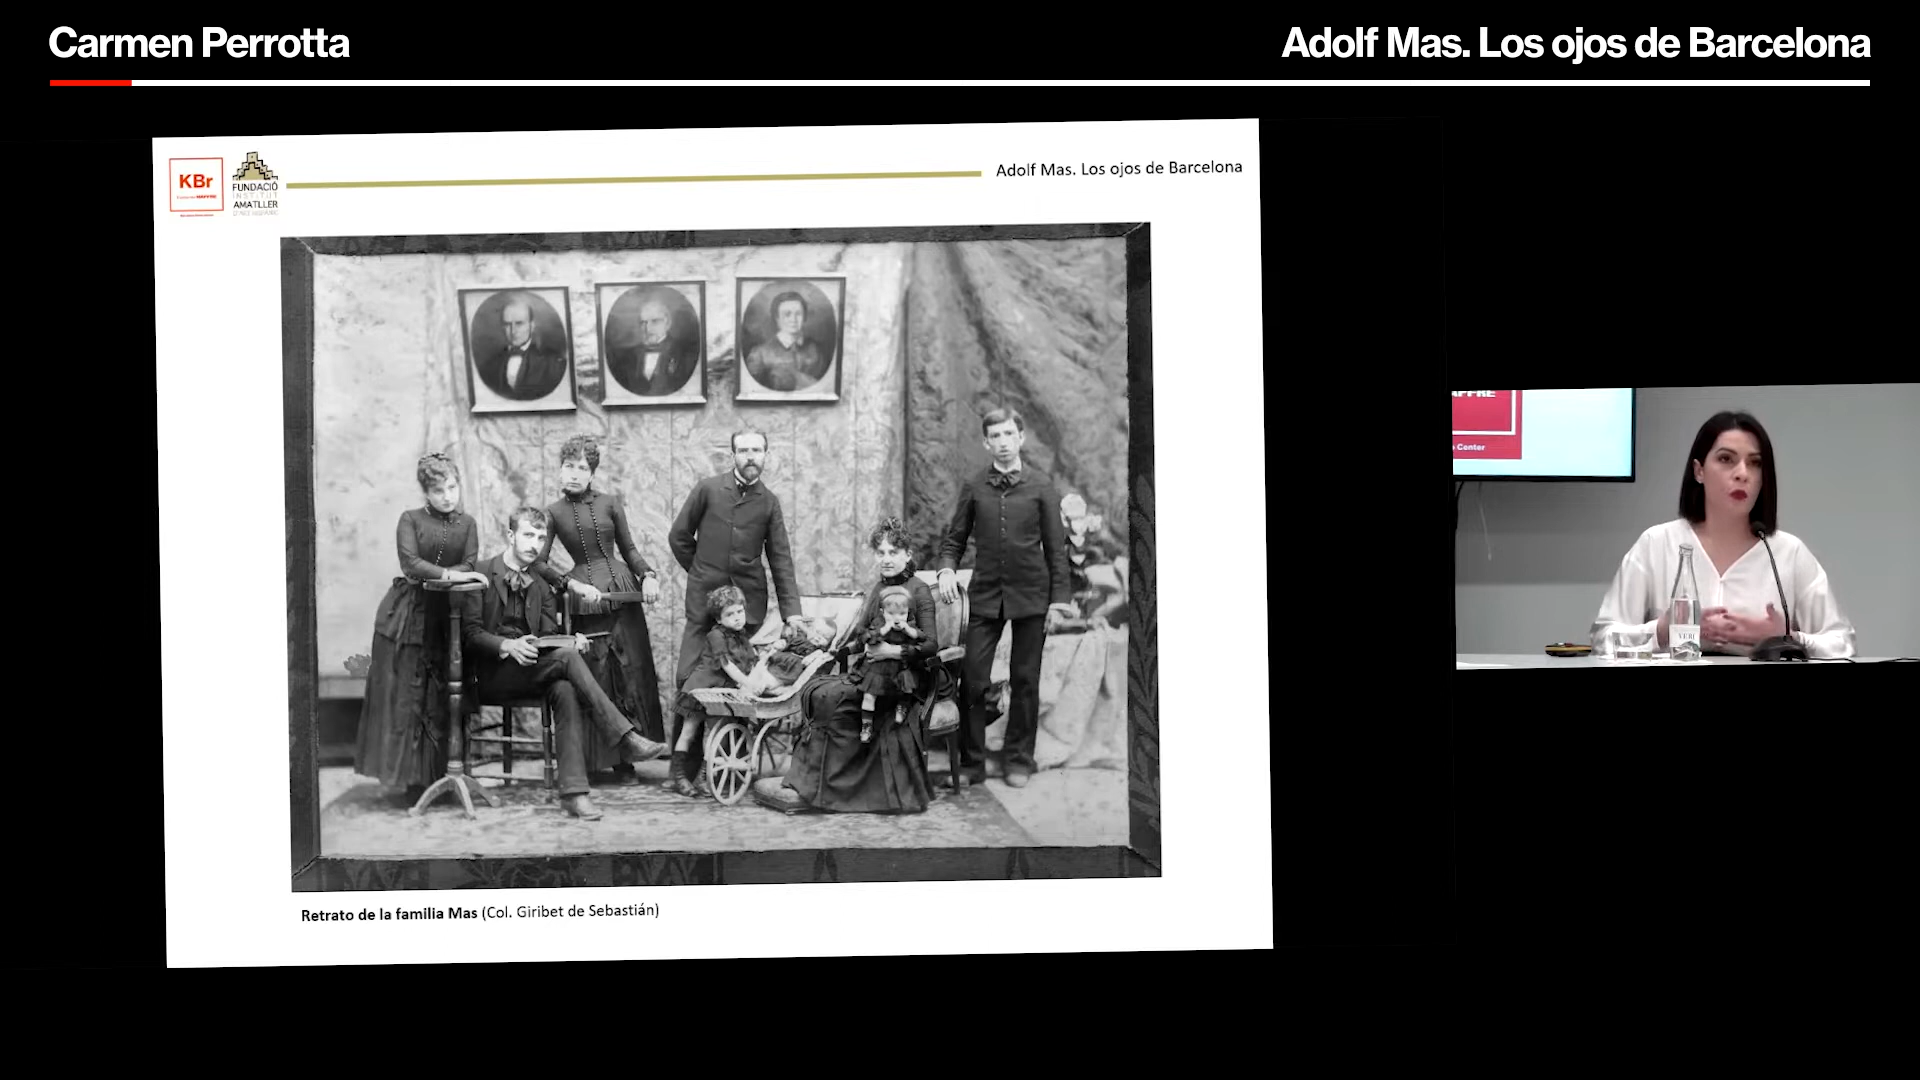 Carmen Perrotta
Adolf Mas. Los ojos de Barcelona
KBr
FUNDACIÓ
INSTITUT
AMATLLER
Adolf Mas. Los ojos de Barcelona
Center
Retrato de la familia Mas (Col. Giribet de Sebastián)